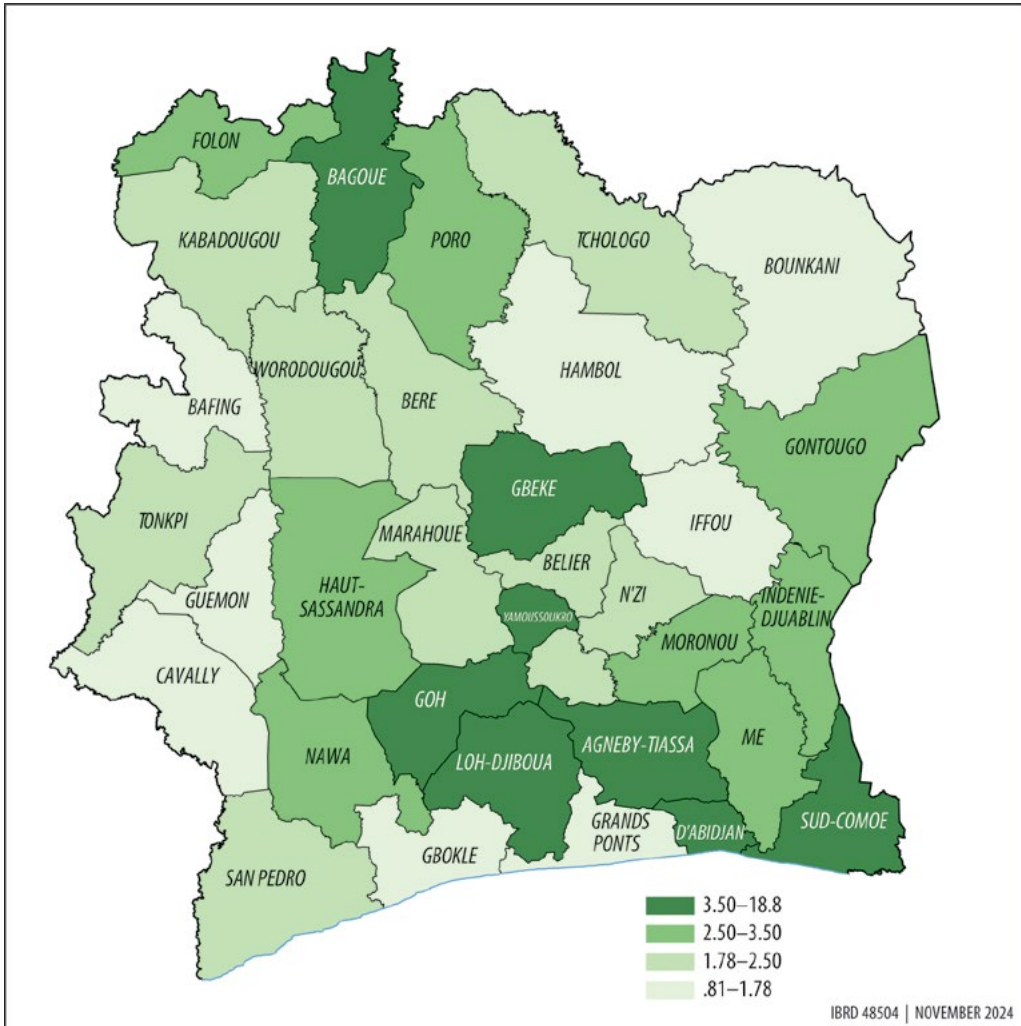 FOLON
BAGOUE
KABADOUGOU
PORO
TCHOLOGO
BOUNKANI
WORODOUGOU
HAMBOL
BAFING
BERE
GONTOUGO
GBEKE
IFFOU
TONKPI
MARAHOUE
BELIER
HAUT-
SASSANDRA
N'ZI
INDENIE-
DJUABLIN
GUEMON
YAMOUSSOUKRO
MORONOU
CAVALLY
GOH
NAWA
LOH-DJIBOUA
AGNEBY-TIASSA
ME
GRANDS
PONTS
D'ABIDJAN
SUD-COMOE
GBOKLE
SAN PEDRO
3.50–18.8
2.50–3.50
1.78–2.50
.81–1.78
IBRD 48504 | NOVEMBER 2024